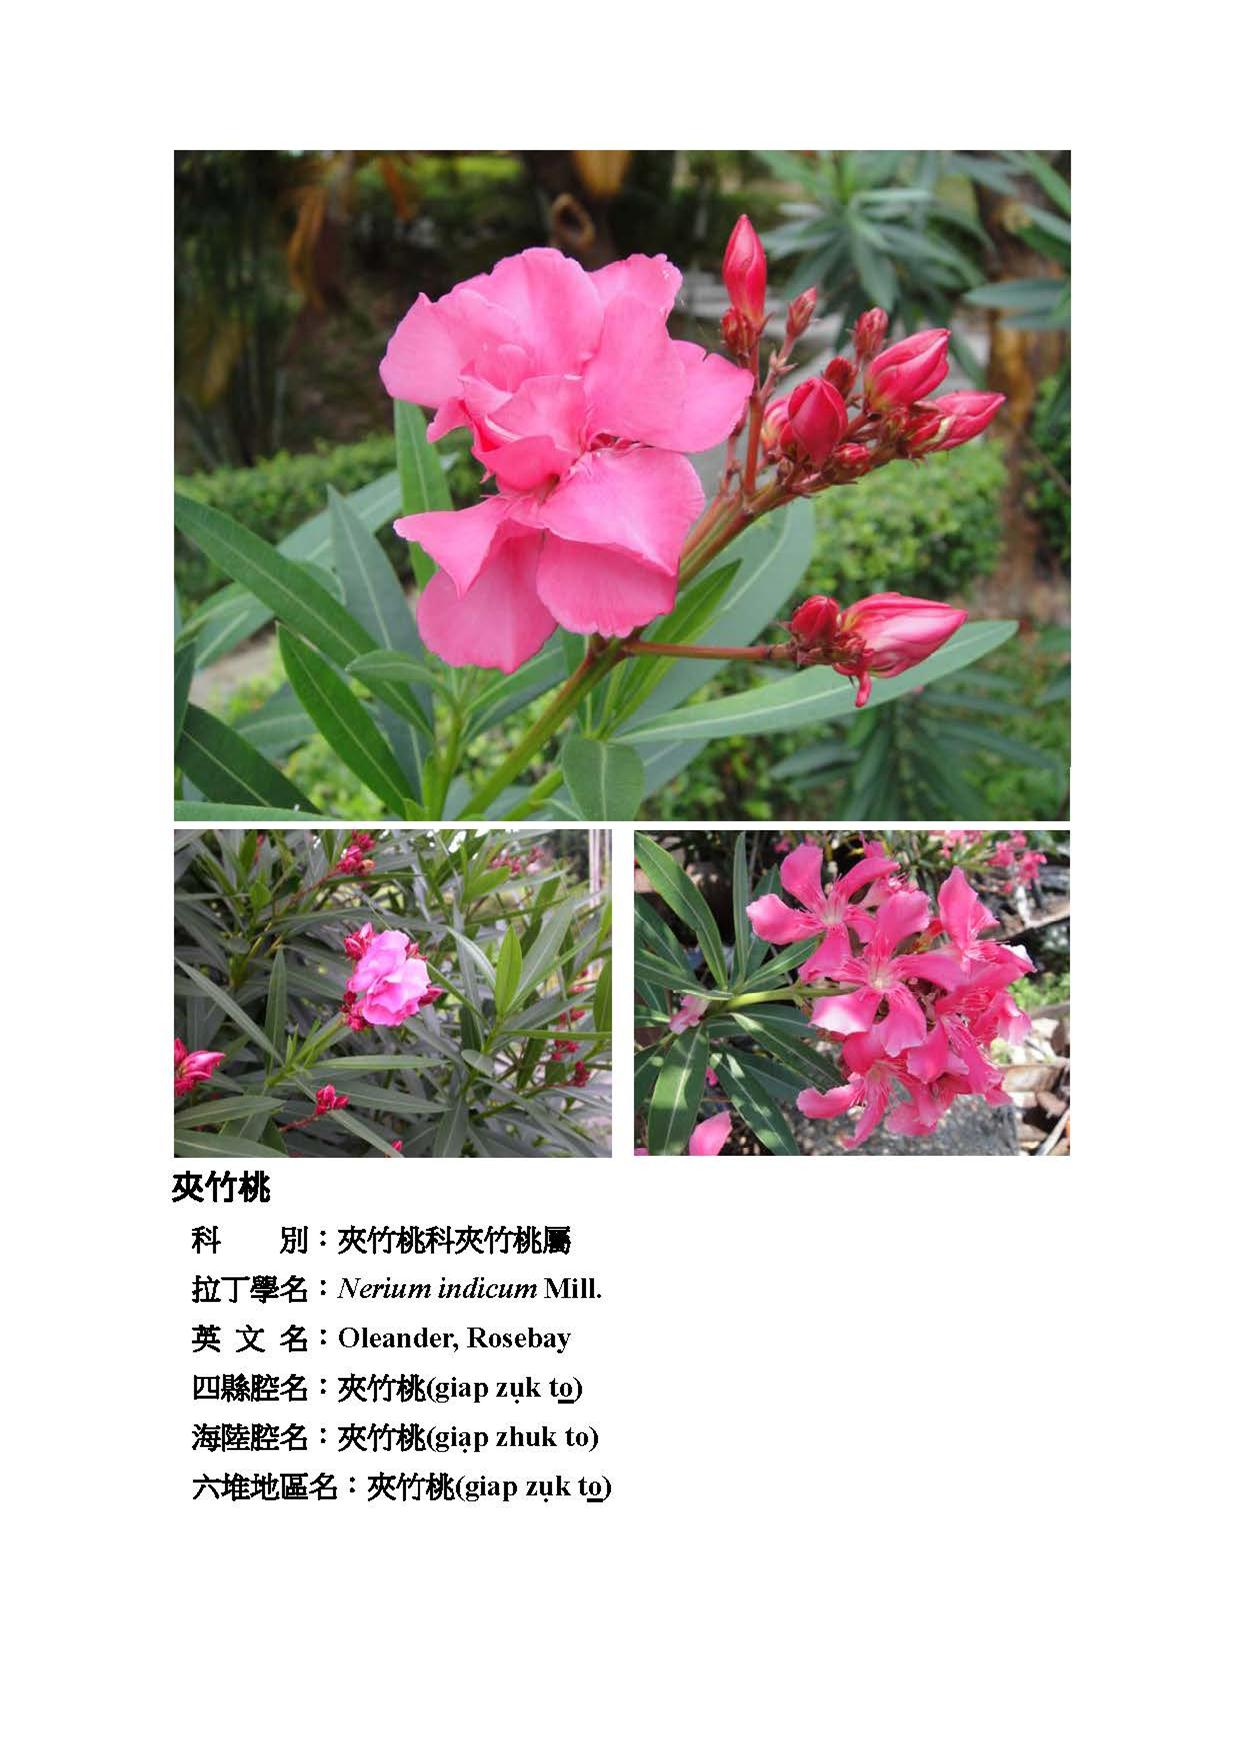 夾竹桃
科　　別：夾竹桃科夾竹桃屬
拉丁學名：Nerium indicum Mill.
英 文 名：Oleander, Rosebay
四縣腔名：夾竹桃(giap zụk to̲)
海陸腔名：夾竹桃(giạp zhuk to)
六堆地區名：夾竹桃(giap zụk to̲)